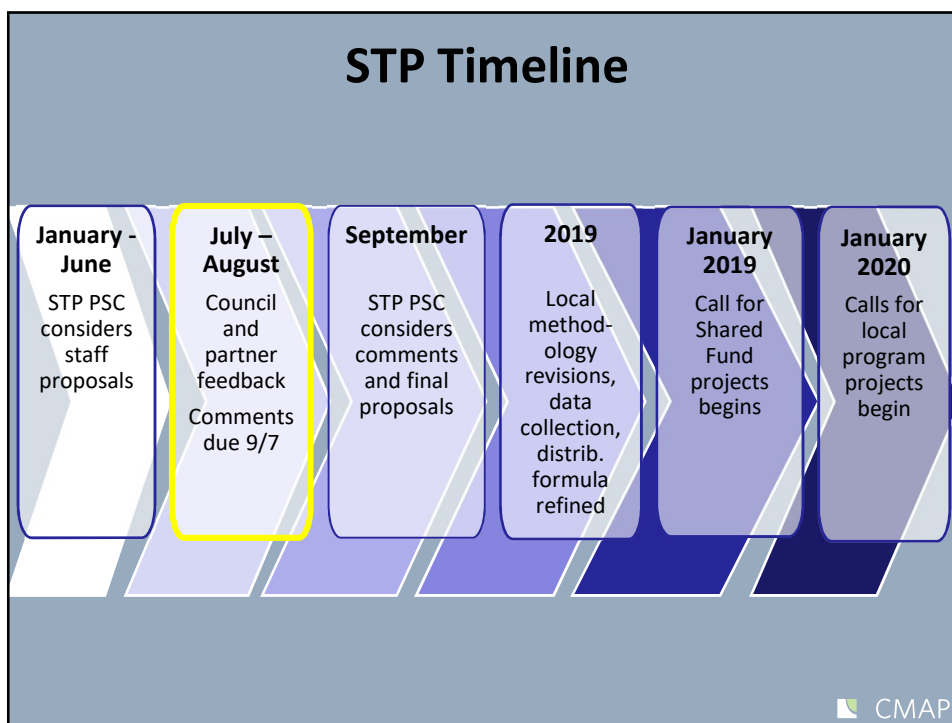 STP Timeline
January -
June
STP PSC
considers
staff
proposals
July –
August
Council
and
partner
feedback
Comments
due 9/7
September
STP PSC
considers
comments
and final
proposals
2019
Local
method-
ology
revisions,
data
collection,
distrib.
formula
refined
January
2019
Call for
Shared
Fund
projects
begins
January
2020
Calls for
local
program
projects
begin
CMAP